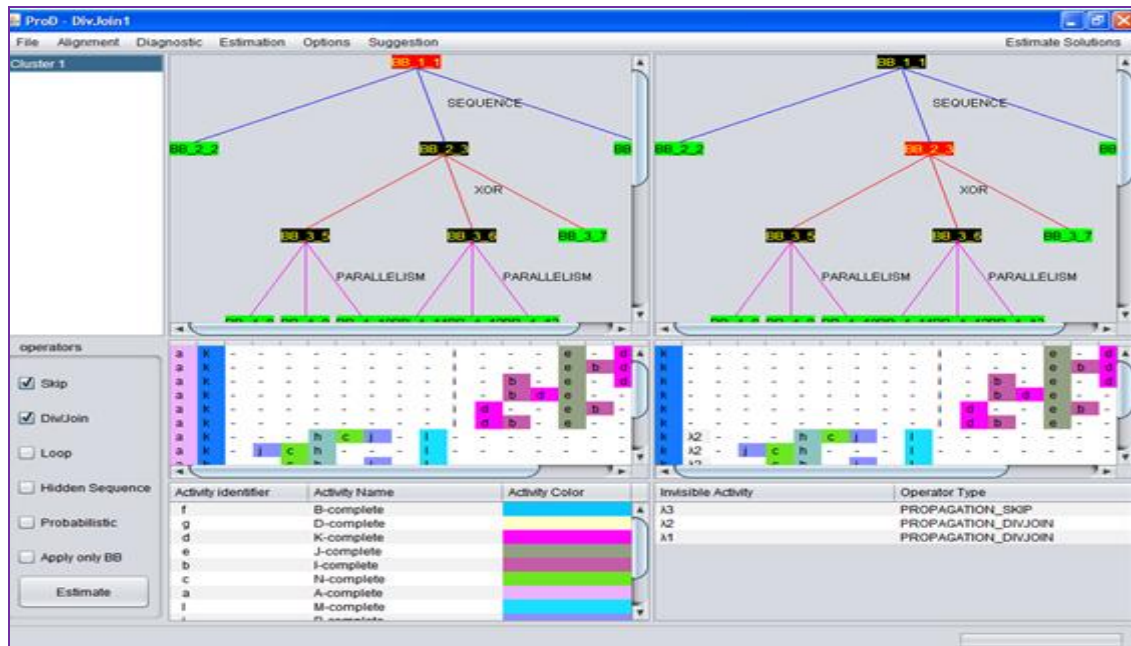 ProD - DivJoin1
File Alignment Diagnostic Estimation Options Suggestion Estimate Solutions
Cluster 1
BB_1_1
SEQUENCE
BB_2_2 BB_2_3 BB
XOR
BB_3_5 BB_3_6 BB_3_7
PARALLELISM PARALLELISM
BB_1_1
SEQUENCE
BB_2_2 BB_2_3 BB
XOR
BB_3_5 BB_3_6 BB_3_7
PARALLELISM PARALLELISM
operators
Skip
Div/Join
Loop
Hidden Sequence
Probabilistic
Apply only BB
Estimate
a k - - - - - - - - i - - e - d
a k - - - - - - - - i - - e b d
a k - - - - - - - - i b - e - d
a k - - - - - - - - i b d e - -
a k - - - - - - - - i d - e b -
a k - - - - - - - - i d b e - -
a k - - - h c j - l - - - - - -
a k - j c h - - - l - - - - - -
Activity identifier Activity Name Activity Color
f B-complete
g D-complete
d K-complete
e J-complete
b I-complete
c N-complete
a A-complete
l M-complete
Invisible Activity Operator Type
λ3 PROPAGATION_SKIP
λ2 PROPAGATION_DIVJOIN
λ1 PROPAGATION_DIVJOIN